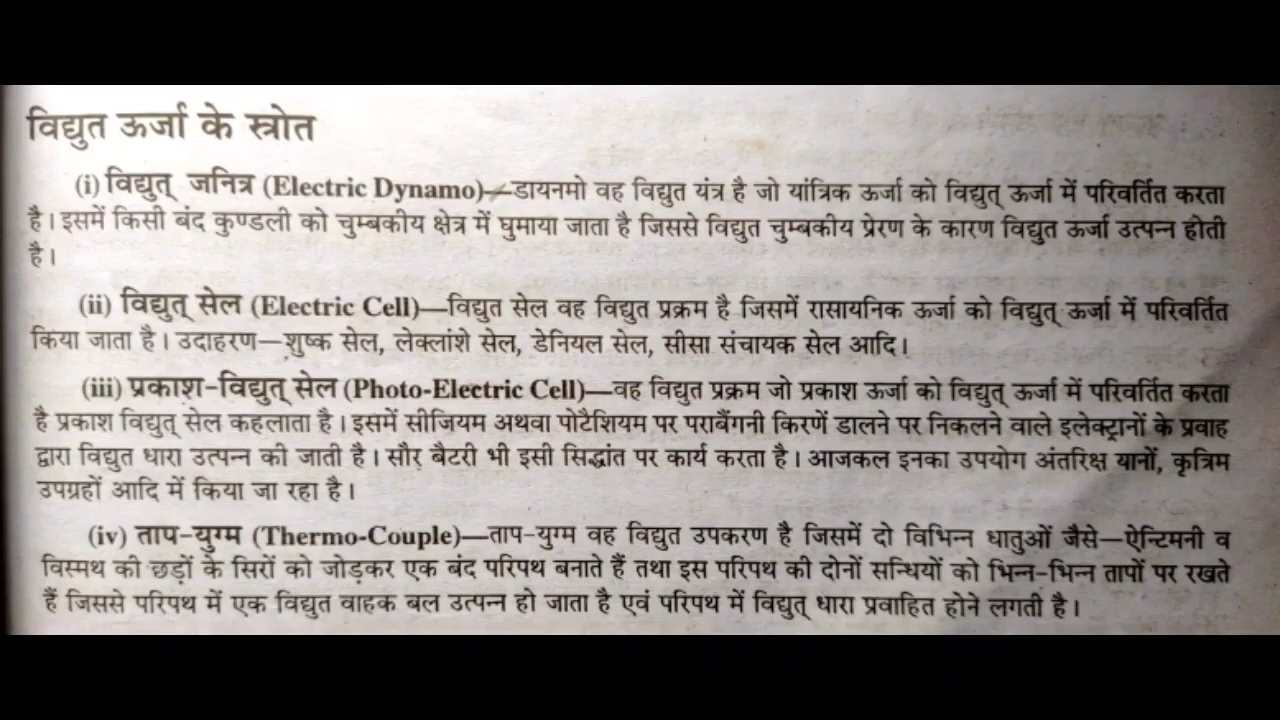 विद्युत ऊर्जा के स्त्रोत
(i) विद्युत् जनित्र (Electric Dynamo)—डायनमो वह विद्युत यंत्र है जो यांत्रिक ऊर्जा को विद्युत् ऊर्जा में परिवर्तित करता
है। इसमें किसी बंद कुण्डली को चुम्बकीय क्षेत्र में घुमाया जाता है जिससे विद्युत चुम्बकीय प्रेरण के कारण विद्युत ऊर्जा उत्पन्न होती
है।
(ii) विद्युत् सेल (Electric Cell)—विद्युत सेल वह विद्युत प्रक्रम है जिसमें रासायनिक ऊर्जा को विद्युत् ऊर्जा में परिवर्तित
किया जाता है। उदाहरण—शुष्क सेल, लेक्लांशे सेल, डेनियल सेल, सीसा संचायक सेल आदि।
(iii) प्रकाश-विद्युत् सेल (Photo-Electric Cell)—वह विद्युत प्रक्रम जो प्रकाश ऊर्जा को विद्युत् ऊर्जा में परिवर्तित करता
है प्रकाश विद्युत् सेल कहलाता है। इसमें सीजियम अथवा पोटैशियम पर पराबैंगनी किरणें डालने पर निकलने वाले इलेक्ट्रानों के प्रवाह
द्वारा विद्युत धारा उत्पन्न की जाती है। सौर बैटरी भी इसी सिद्धांत पर कार्य करता है। आजकल इनका उपयोग अंतरिक्ष यानों, कृत्रिम
उपग्रहों आदि में किया जा रहा है।
(iv) ताप-युग्म (Thermo-Couple)—ताप-युग्म वह विद्युत उपकरण है जिसमें दो विभिन्न धातुओं जैसे—ऐन्टिमनी व
विस्मथ की छड़ों के सिरों को जोड़कर एक बंद परिपथ बनाते हैं तथा इस परिपथ की दोनों सन्धियों को भिन्न-भिन्न तापों पर रखते
हैं जिससे परिपथ में एक विद्युत वाहक बल उत्पन्न हो जाता है एवं परिपथ में विद्युत् धारा प्रवाहित होने लगती है।